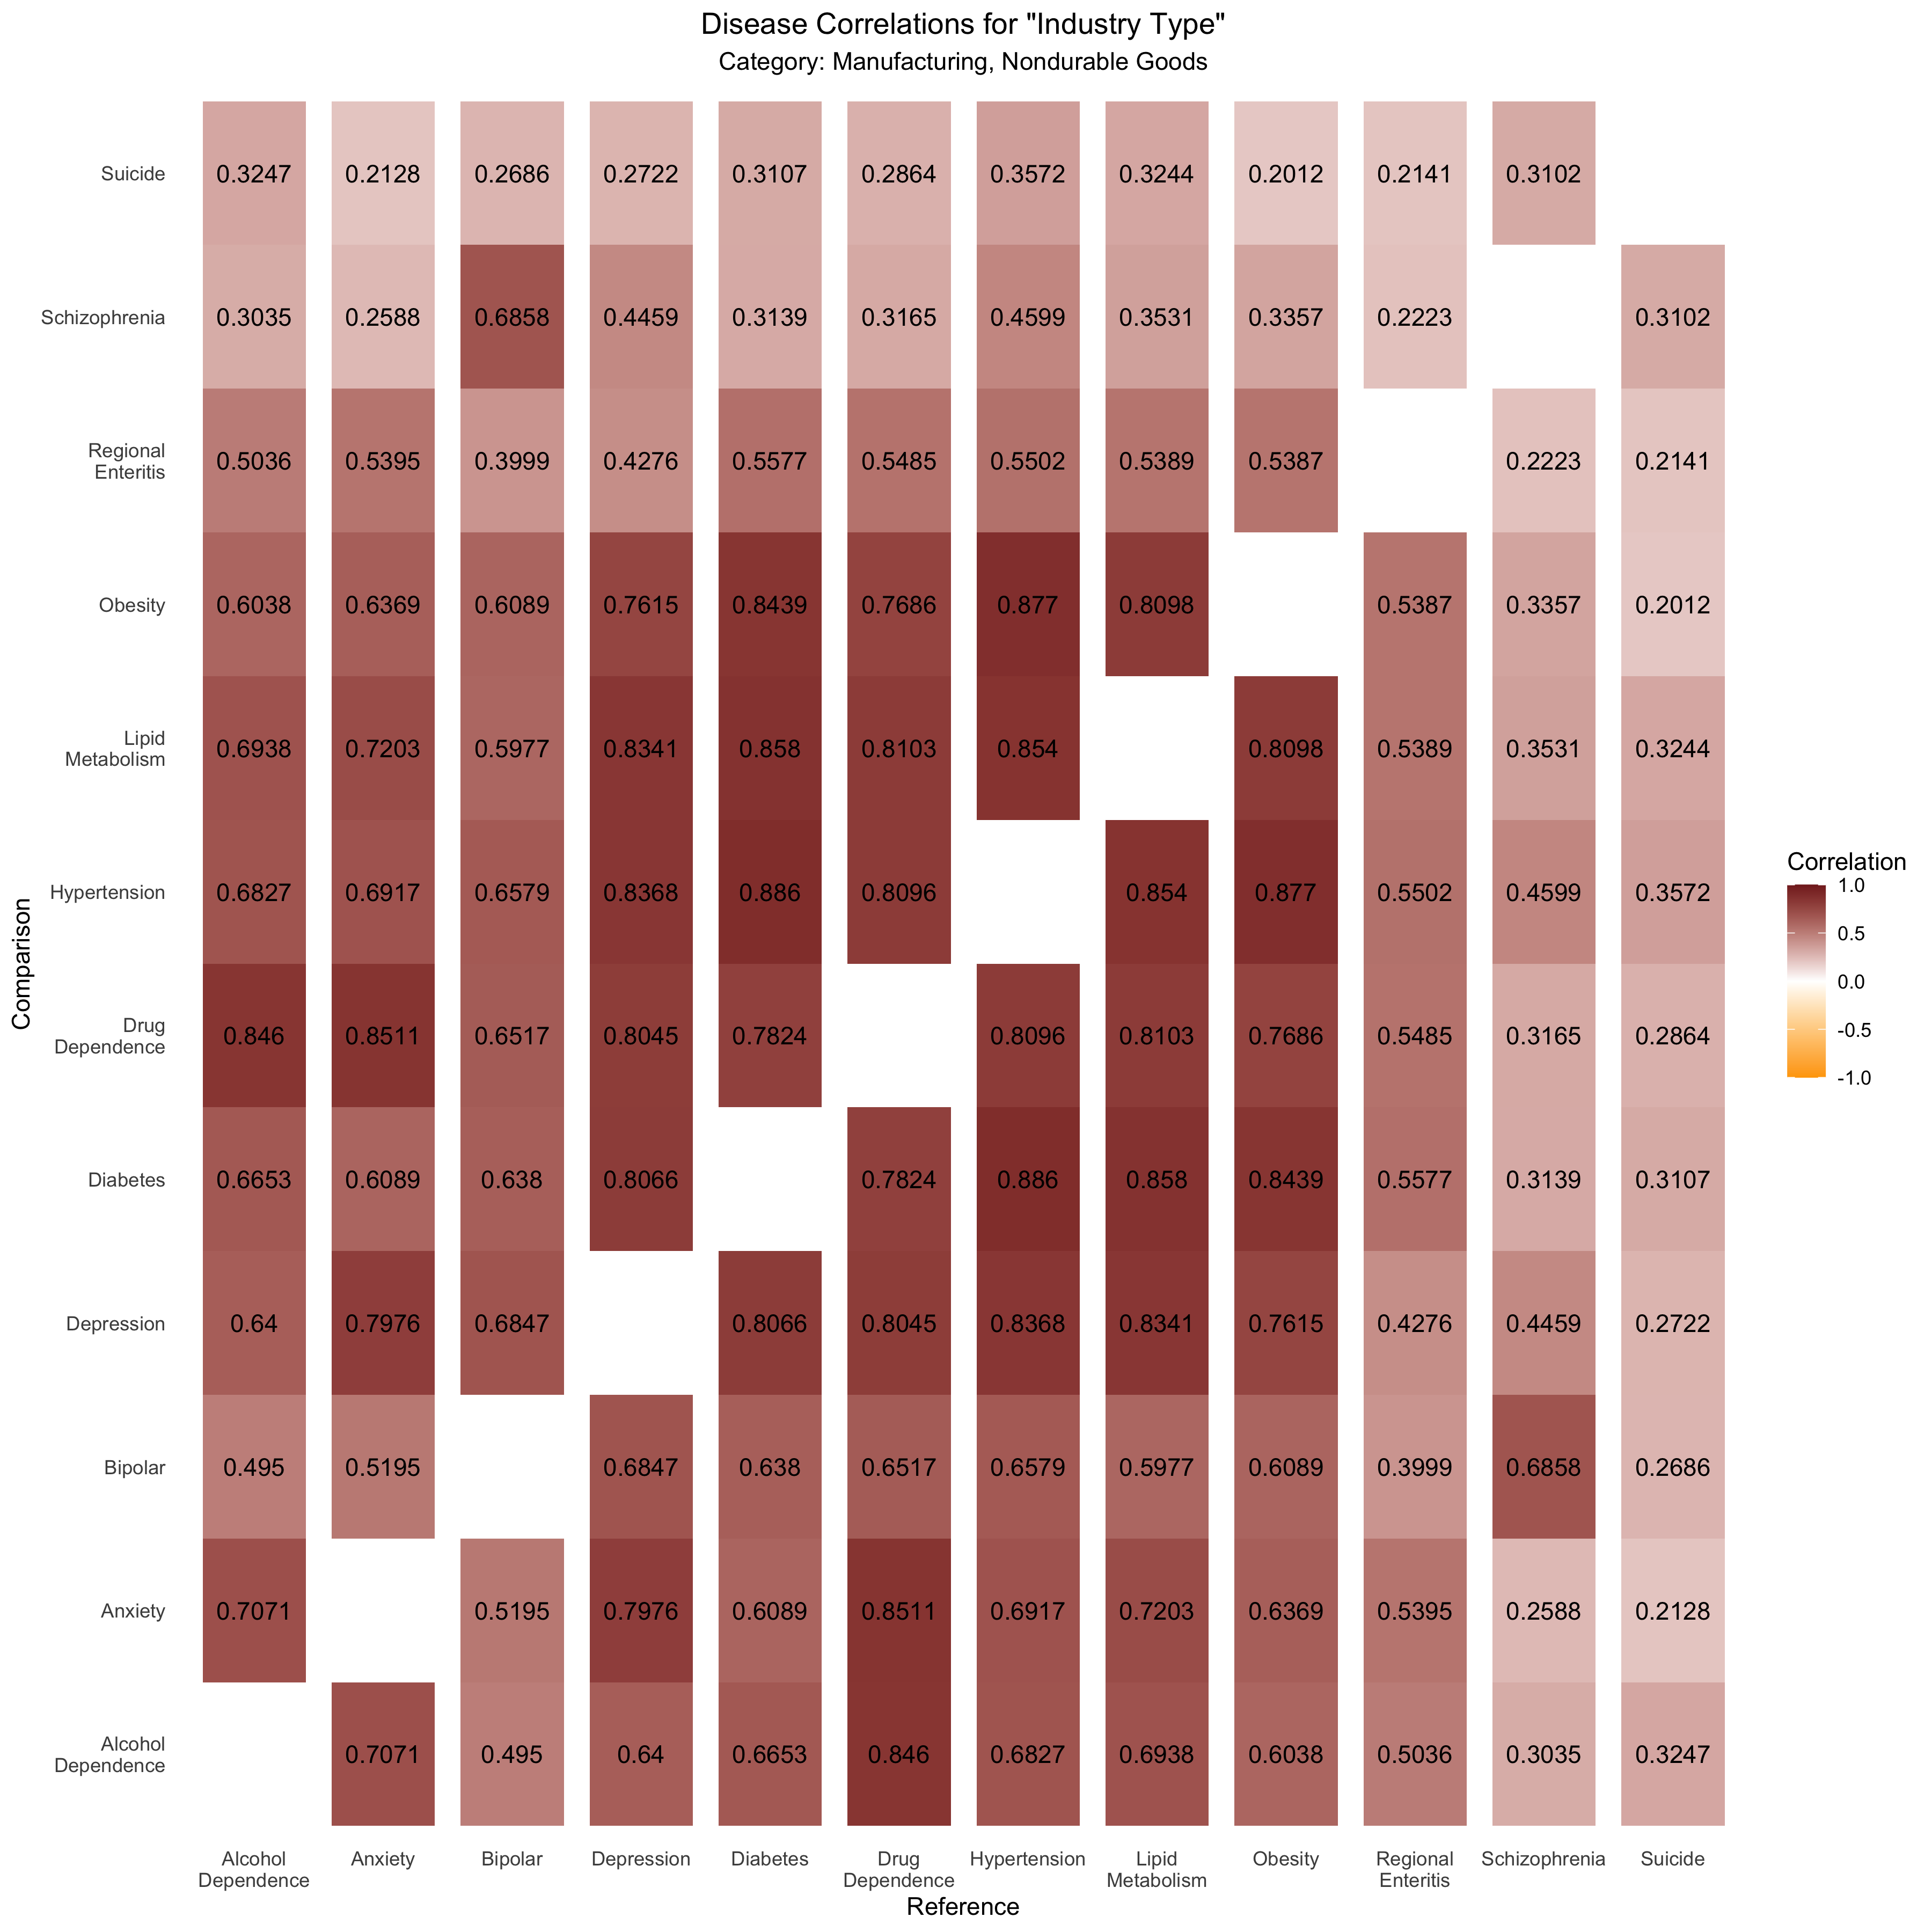 Disease Correlations for "Industry Type"
Category: Manufacturing, Nondurable Goods
Suicide 0.3247 0.2128 0.2686 0.2722 0.3107 0.2864 0.3572 0.3244 0.2012 0.2141 0.3102
Schizophrenia 0.3035 0.2588 0.6858 0.4459 0.3139 0.3165 0.4599 0.3531 0.3357 0.2223 0.3102
Regional
Enteritis 0.5036 0.5395 0.3999 0.4276 0.5577 0.5485 0.5502 0.5389 0.5387 0.2223 0.2141
Obesity 0.6038 0.6369 0.6089 0.7615 0.8439 0.7686 0.877 0.8098 0.5387 0.3357 0.2012
Lipid
Metabolism 0.6938 0.7203 0.5977 0.8341 0.858 0.8103 0.854 0.8098 0.5389 0.3531 0.3244
Hypertension 0.6827 0.6917 0.6579 0.8368 0.886 0.8096 0.854 0.877 0.5502 0.4599 0.3572
Drug
Dependence 0.846 0.8511 0.6517 0.8045 0.7824 0.8096 0.8103 0.7686 0.5485 0.3165 0.2864
Diabetes 0.6653 0.6089 0.638 0.8066 0.7824 0.886 0.858 0.8439 0.5577 0.3139 0.3107
Depression 0.64 0.7976 0.6847 0.8066 0.8045 0.8368 0.8341 0.7615 0.4276 0.4459 0.2722
Bipolar 0.495 0.5195 0.6847 0.638 0.6517 0.6579 0.5977 0.6089 0.3999 0.6858 0.2686
Anxiety 0.7071 0.5195 0.7976 0.6089 0.8511 0.6917 0.7203 0.6369 0.5395 0.2588 0.2128
Alcohol
Dependence 0.7071 0.495 0.64 0.6653 0.846 0.6827 0.6938 0.6038 0.5036 0.3035 0.3247
Comparison
Alcohol Anxiety Bipolar Depression Diabetes Drug Hypertension Lipid Obesity Regional Schizophrenia Suicide
Dependence Dependence Metabolism Enteritis
Reference
Correlation
1.0
0.5
0.0
-0.5
-1.0